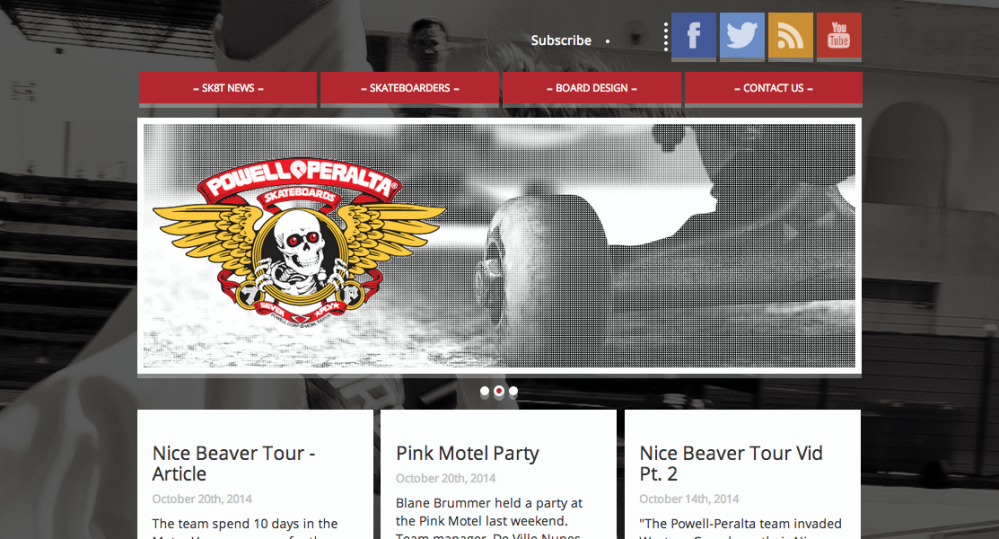 Subscribe
You
Tube
– SK8T NEWS –
– SKATEBOARDERS –
– BOARD DESIGN –
– CONTACT US –
POWELL PERALTA®
SKATEBOARDS
Nice Beaver Tour -
Article
October 20th, 2014
The team spend 10 days in the
Pink Motel Party
October 20th, 2014
Blane Brummer held a party at
the Pink Motel last weekend.
Team manager, De Ville Nunes
Nice Beaver Tour Vid
Pt. 2
October 14th, 2014
"The Powell-Peralta team invaded